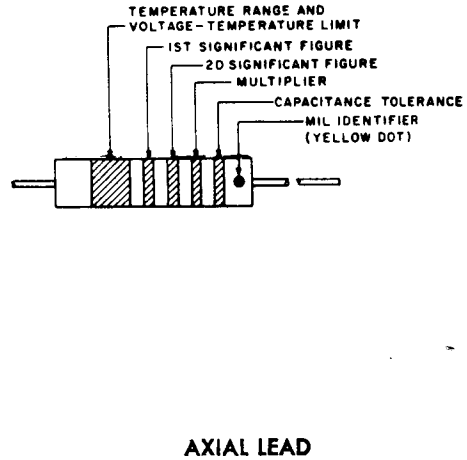 TEMPERATURE RANGE AND
VOLTAGE-TEMPERATURE LIMIT
1ST SIGNIFICANT FIGURE
2D SIGNIFICANT FIGURE
MULTIPLIER
CAPACITANCE TOLERANCE
MIL IDENTIFIER
(YELLOW DOT)
AXIAL LEAD